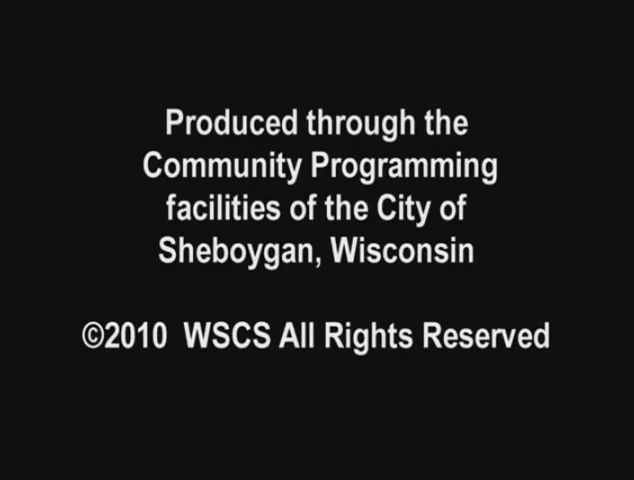 Produced through the
Community Programming
facilities of the City of
Sheboygan, Wisconsin
©2010 WSCS All Rights Reserved